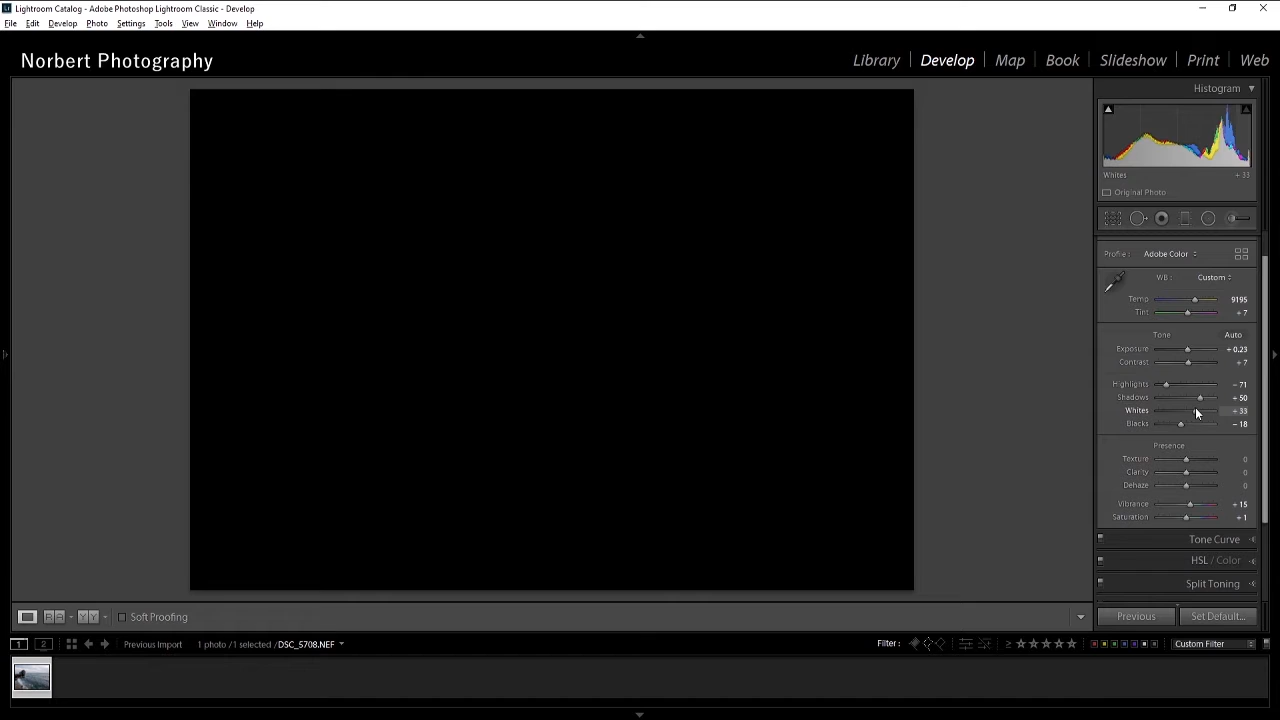 Lightroom Catalog - Adobe Photoshop Lightroom Classic - Develop
File Edit Develop Photo Settings Tools View Window Help
Norbert Photography
Library Develop Map Book Slideshow Print Web
Histogram
Whites + 33
Original Photo
Profile : Adobe Color
WB : Custom
Temp 9195
Tint + 7
Tone Auto
Exposure + 0.23
Contrast + 7
Highlights - 71
Shadows + 50
Whites + 33
Blacks - 18
Presence
Texture 0
Clarity 0
Dehaze 0
Vibrance + 15
Saturation + 1
Tone Curve
HSL / Color
Split Toning
Soft Proofing
Previous Set Default...
1 2 Previous Import 1 photo / 1 selected / DSC_5708.NEF Filter : Custom Filter